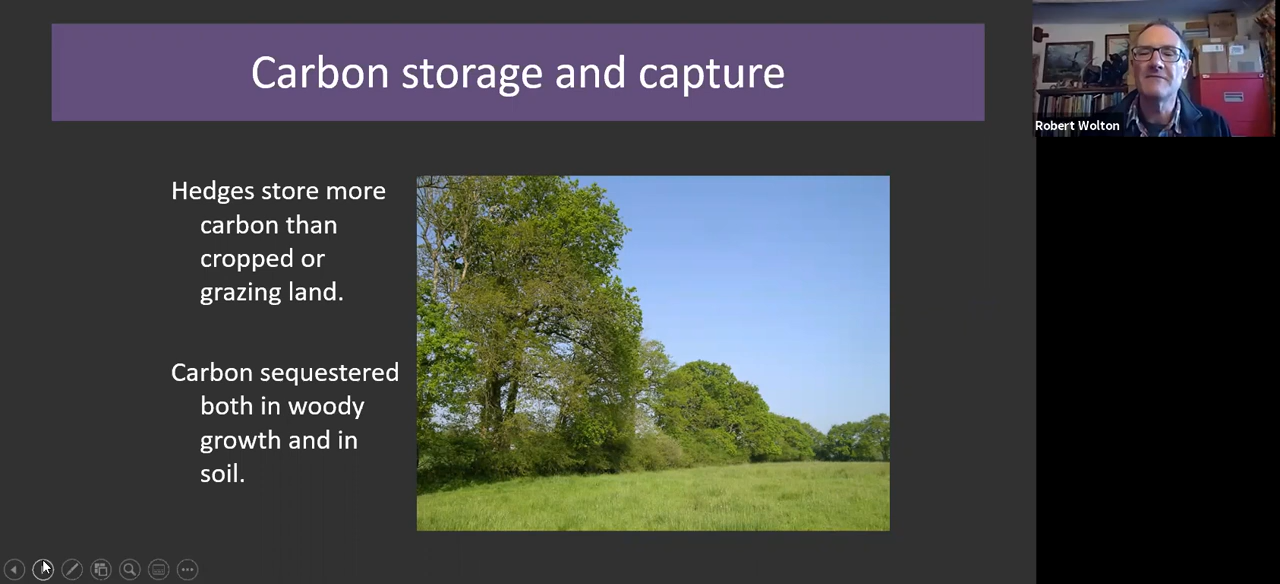 Carbon storage and capture
Robert Wolton
Hedges store more
carbon than
cropped or
grazing land.
Carbon sequestered
both in woody
growth and in
soil.